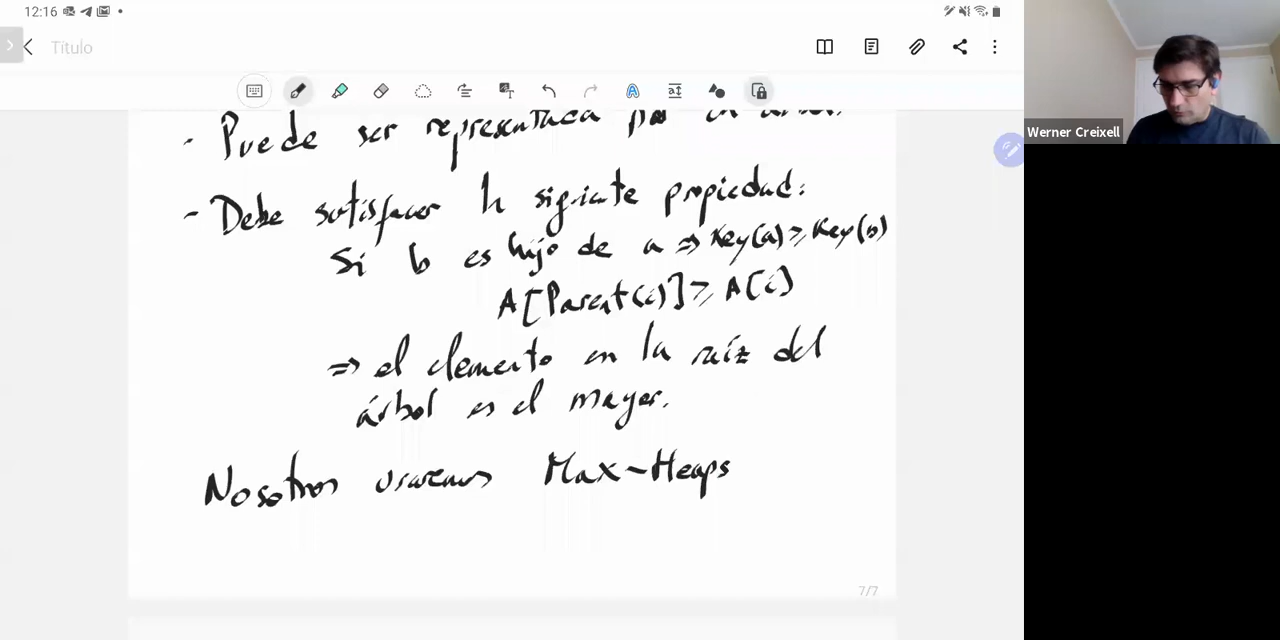 12:16
Título
Werner Creixell
- Puede ser representada por un árbol.
- Debe satisfacer la siguiente propiedad:
Si b es hijo de a ⇒ Key(a) ≥ Key(b)
A[Parent(i)] ≥ A[i]
⇒ el elemento en la raíz del
árbol es el mayor.
Nosotros usaremos Max-Heaps
7/7